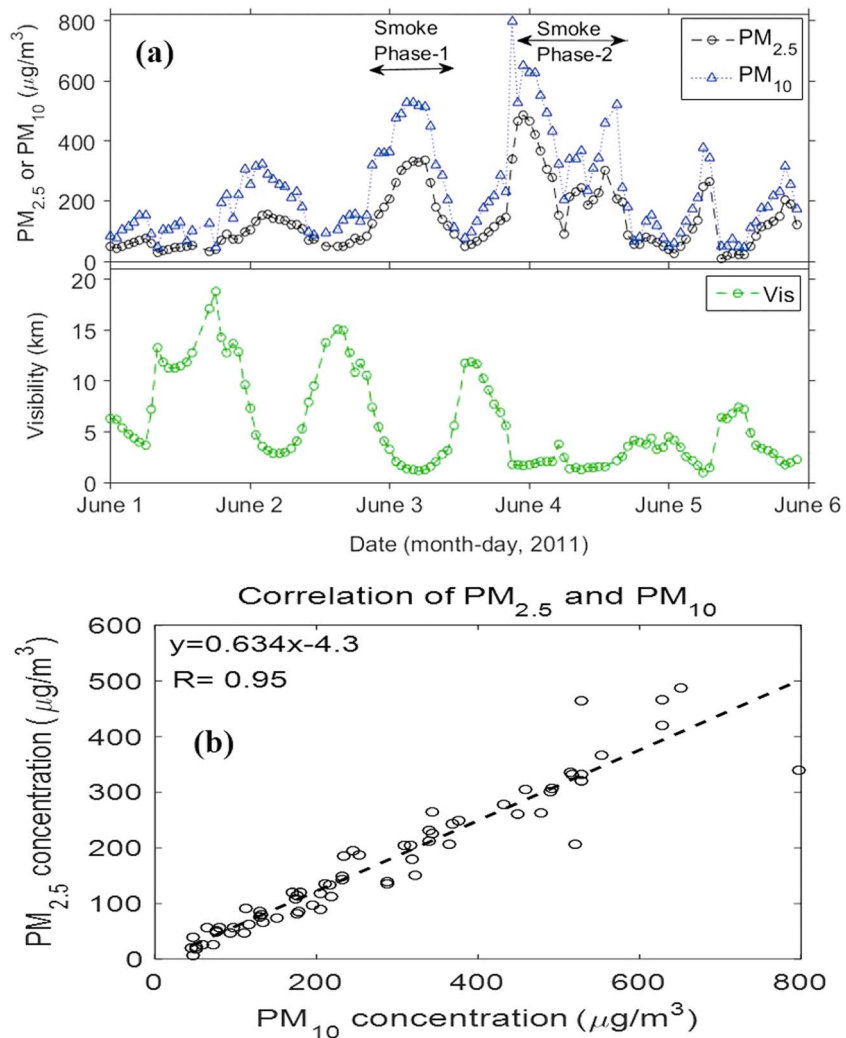 (a)
Smoke
Phase-1
Smoke
Phase-2
PM2.5
PM10
PM2.5 or PM10 (μg/m³)
800
600
400
200
0
Vis
Visibility (km)
20
15
10
5
0
June 1 June 2 June 3 June 4 June 5 June 6
Date (month-day, 2011)
Correlation of PM2.5 and PM10
y=0.634x-4.3
R= 0.95
(b)
PM2.5 concentration (μg/m³)
600
500
400
300
200
100
0
0 200 400 600 800
PM10 concentration (μg/m³)